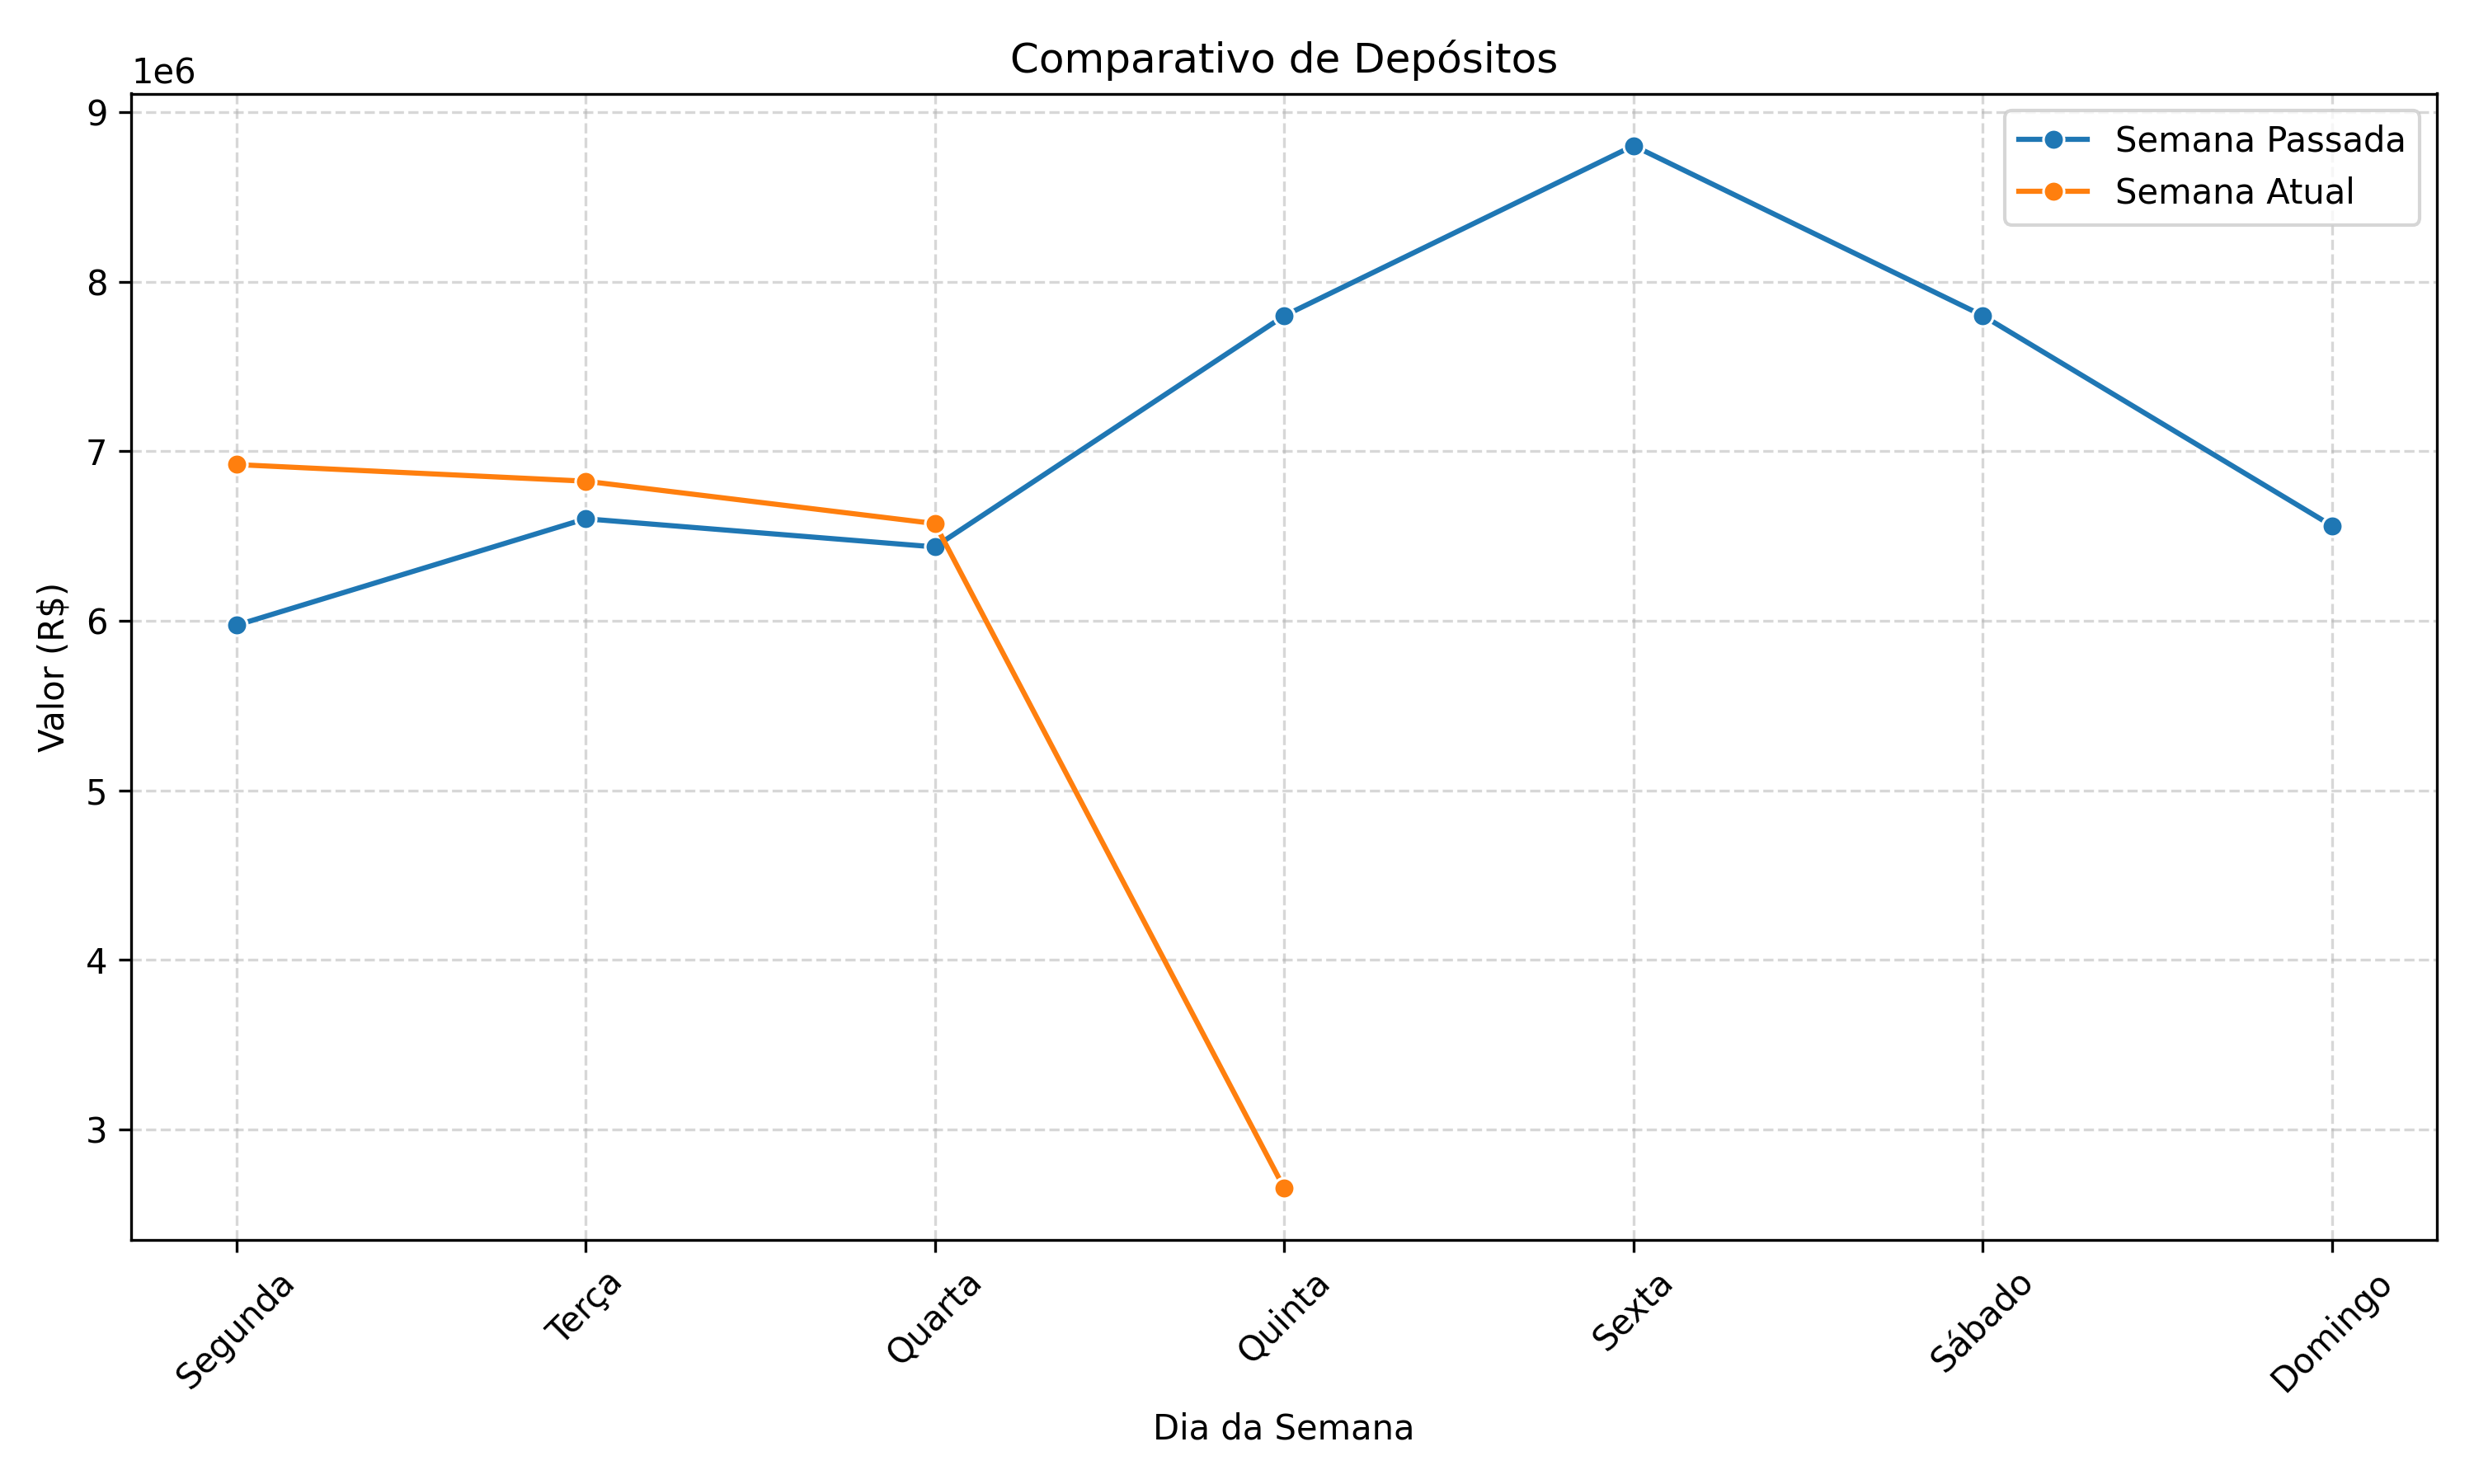 Comparativo de Depósitos
1e6
9
8
7
6
5
4
3
Valor (R$)
Semana Passada
Semana Atual
Segunda
Terça
Quarta
Quinta
Sexta
Sábado
Domingo
Dia da Semana